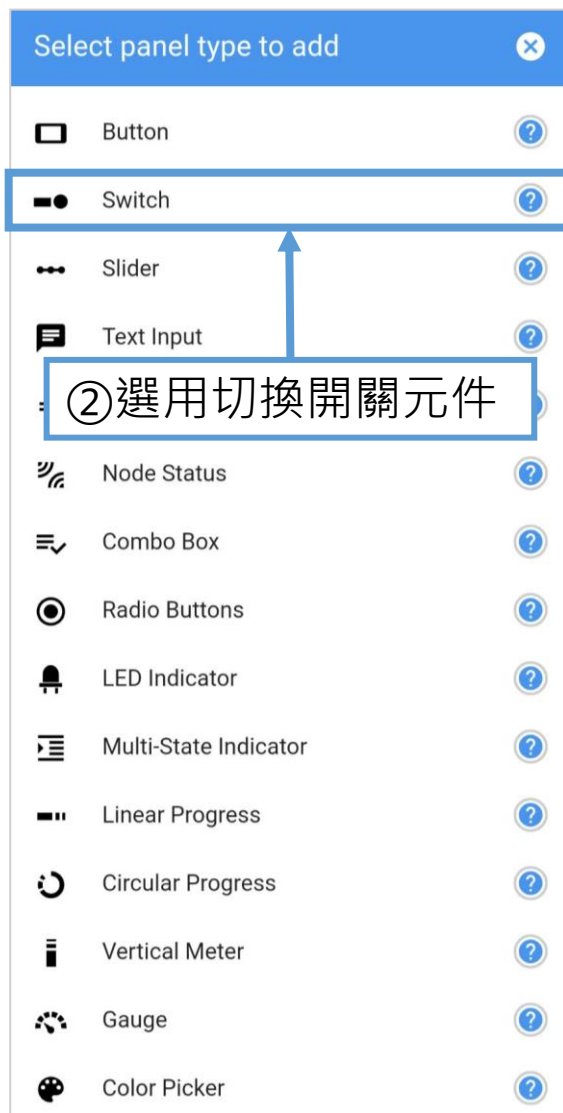 Select panel type to add
Button
Switch
Slider
Text Input
②選用切換開關元件
Node Status
Combo Box
Radio Buttons
LED Indicator
Multi-State Indicator
Linear Progress
Circular Progress
Vertical Meter
Gauge
Color Picker